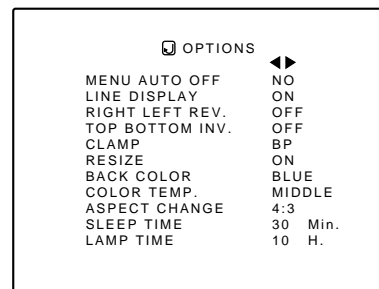 OPTIONS
MENU AUTO OFF NO
LINE DISPLAY ON
RIGHT LEFT REV. OFF
TOP BOTTOM INV. OFF
CLAMP BP
RESIZE ON
BACK COLOR BLUE
COLOR TEMP. MIDDLE
ASPECT CHANGE 4:3
SLEEP TIME 30 Min.
LAMP TIME 10 H.